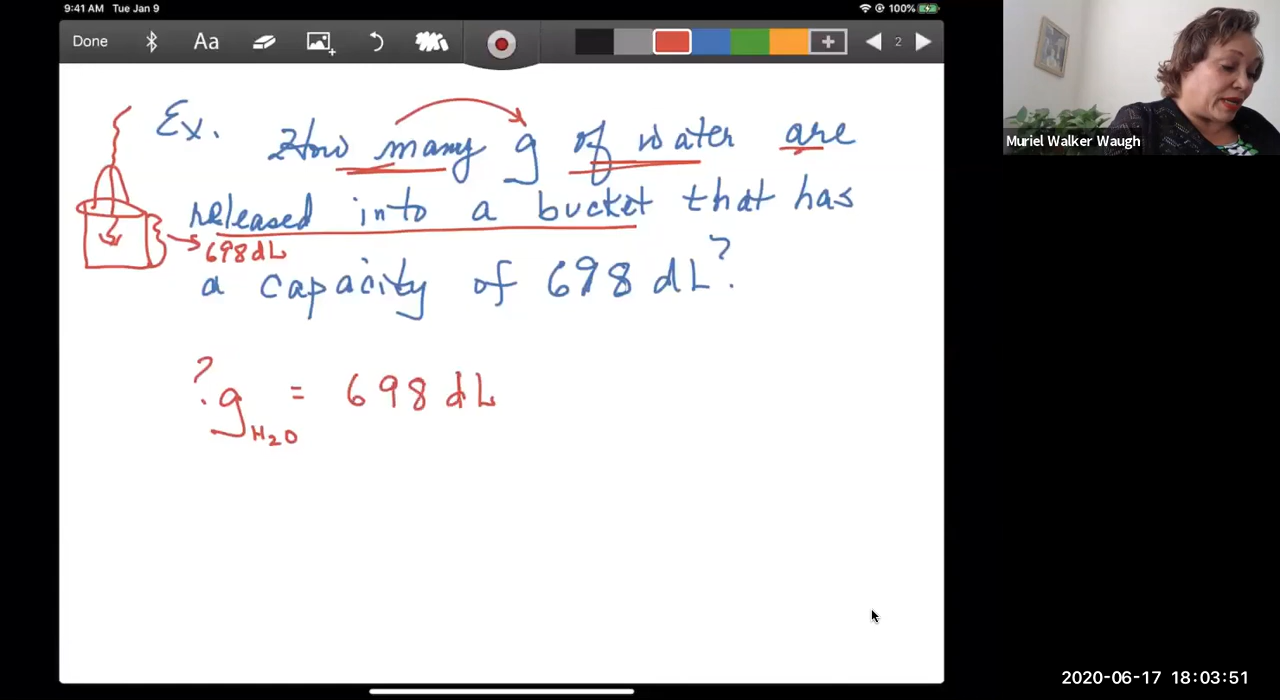 9:41 AM Tue Jan 9
100%
Done
Aa
2
Ex. How many g of water are
released into a bucket that has
698 dL
a capacity of 698 dL?
? g H2O = 698 dL
Muriel Walker Waugh
2020-06-17 18:03:51